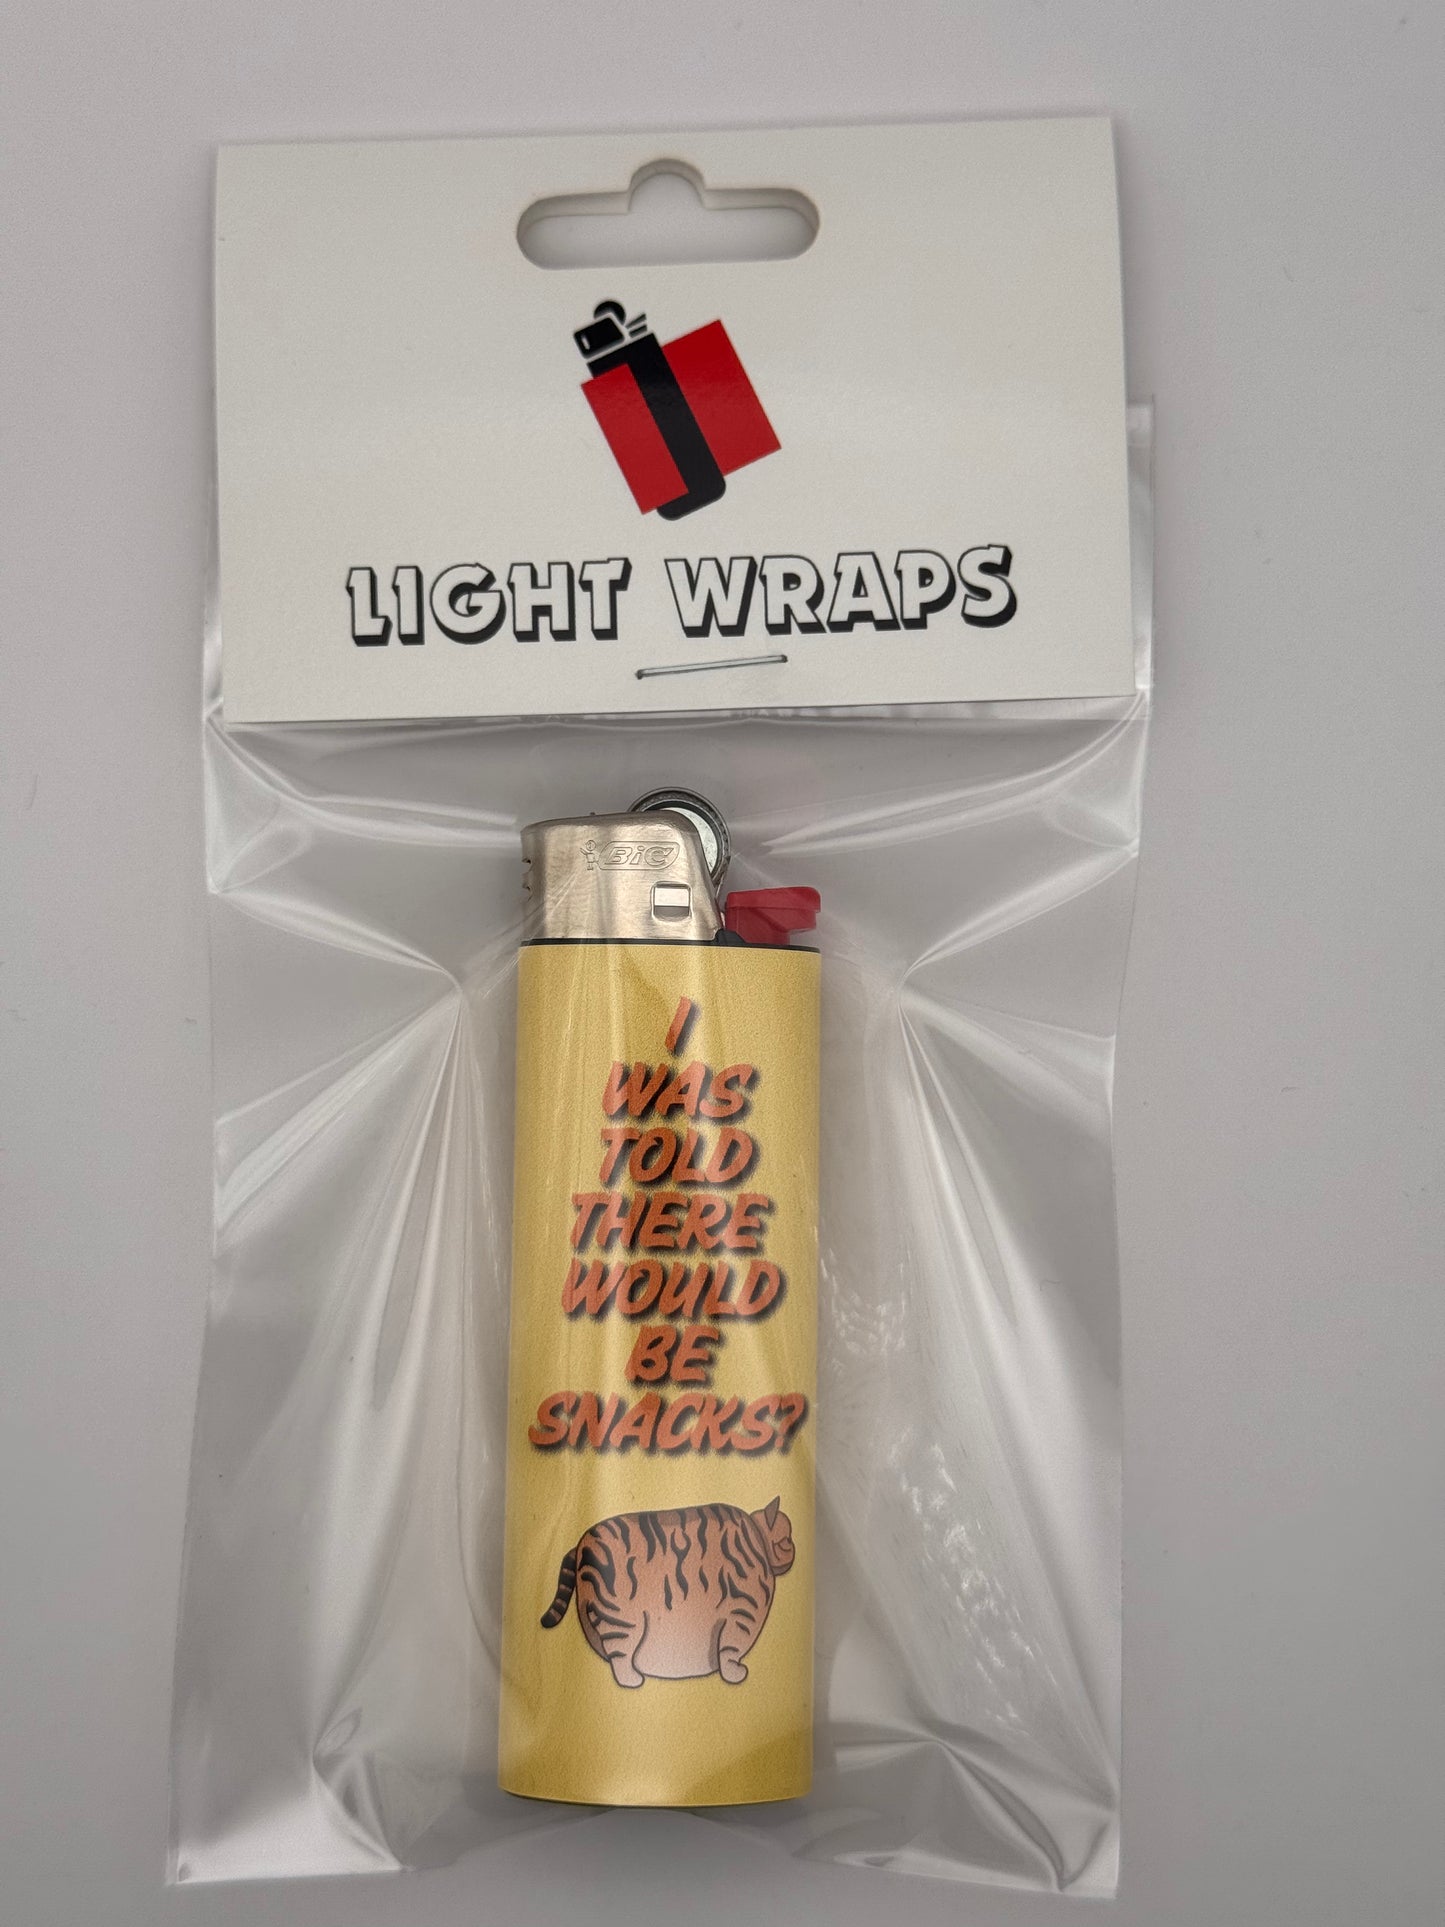 LIGHT WRAPS
BIC
I
WAS
TOLD
THERE
WOULD
BE
SNACKS?